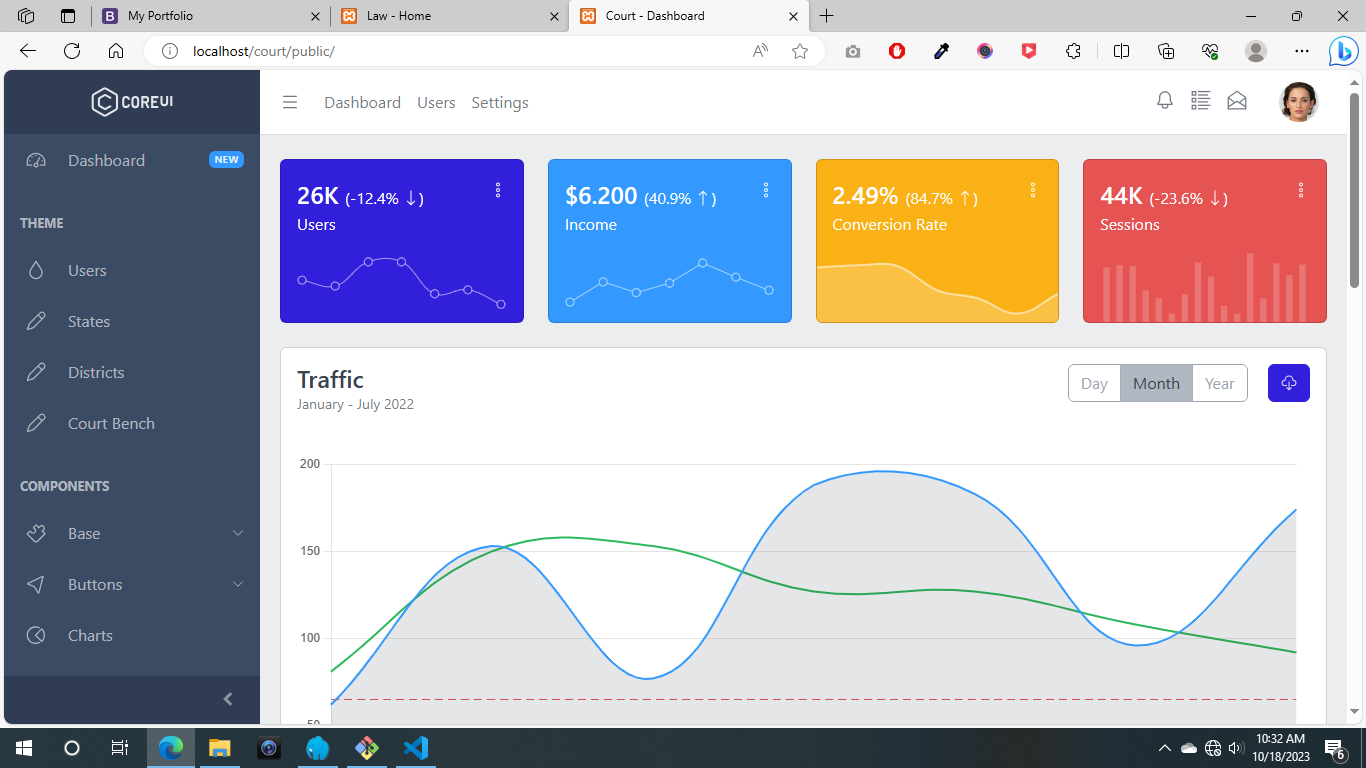 My Portfolio
Law - Home
Court - Dashboard
localhost/court/public/
COREUI
Dashboard NEW
THEME
Users
States
Districts
Court Bench
COMPONENTS
Base
Buttons
Charts
Dashboard Users Settings
26K (-12.4% ↓)
Users
$6.200 (40.9% ↑)
Income
2.49% (84.7% ↑)
Conversion Rate
44K (-23.6% ↓)
Sessions
Traffic
January - July 2022
Day Month Year
200
150
100
50
10:32 AM
10/18/2023
6